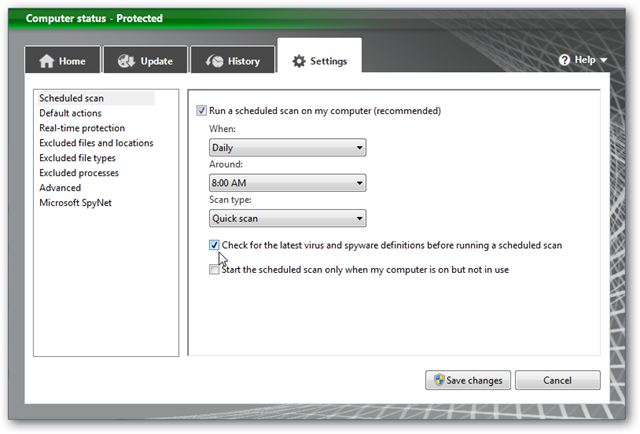 Computer status - Protected
Home
Update
History
Settings
Help
Scheduled scan
Default actions
Real-time protection
Excluded files and locations
Excluded file types
Excluded processes
Advanced
Microsoft SpyNet
Run a scheduled scan on my computer (recommended)
When:
Daily
Around:
8:00 AM
Scan type:
Quick scan
Check for the latest virus and spyware definitions before running a scheduled scan
Start the scheduled scan only when my computer is on but not in use
Save changes
Cancel